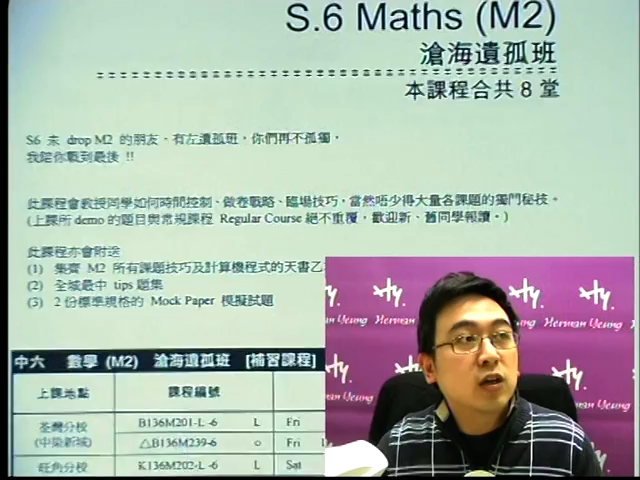 S.6 Maths (M2)
滄海遺孤班
本課程合共 8 堂
S6 未 drop M2 的朋友，有左遺孤班，你們再不孤獨，
我陪你戰到最後 !!
此課程會教授同學如何時間控制、做卷戰略、臨場技巧，當然唔少得大量各課題的獨門秘技。
(上課所 demo 的題目與常規課程 Regular Course 絕不重覆，歡迎新、舊同學報讀。)
此課程亦會附送
(1) 集齊 M2 所有課題技巧及計算機程式的天書乙
(2) 全城最中 tips 題集
(3) 2 份標準規格的 Mock Paper 模擬試題
中六 數學 (M2) 滄海遺孤班 [補習課程]
上課地點 課程編號
荃灣分校 B136M201-L -6 L Fri
(中染新城) △B136M239-6 o Fri
旺角分校 K136M202-L -6 L Sat
Herman Yeung
Herman Yeung
Herman Yeung